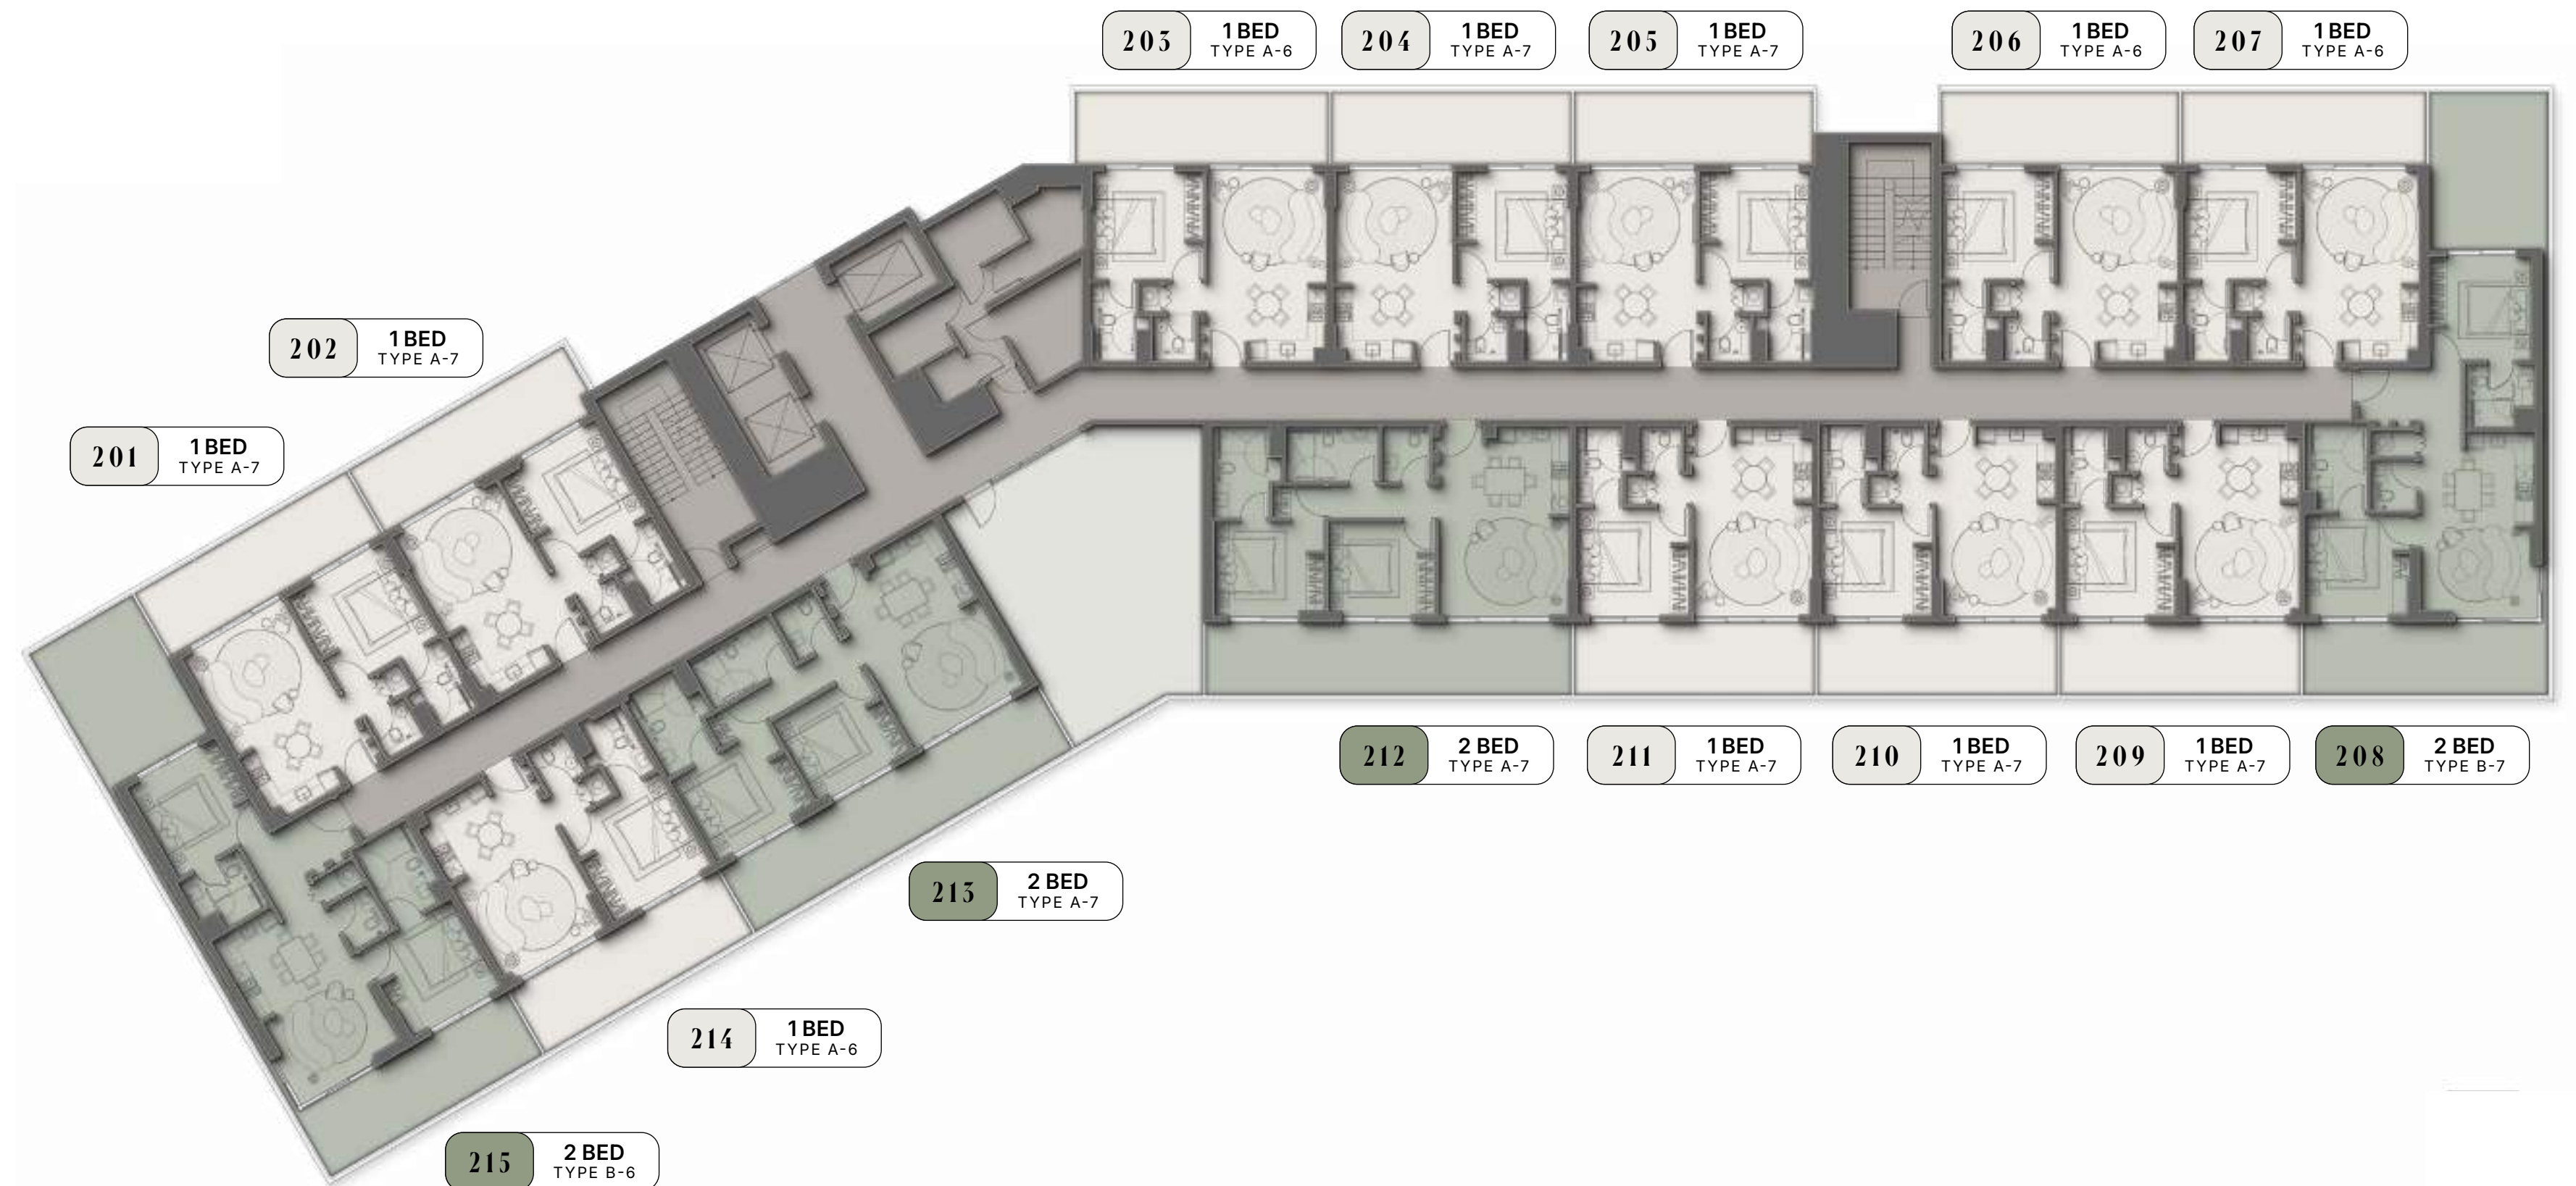 203 1 BED
TYPE A-6
204 1 BED
TYPE A-7
205 1 BED
TYPE A-7
206 1 BED
TYPE A-6
207 1 BED
TYPE A-6
202 1 BED
TYPE A-7
201 1 BED
TYPE A-7
212 2 BED
TYPE A-7
211 1 BED
TYPE A-7
210 1 BED
TYPE A-7
209 1 BED
TYPE A-7
208 2 BED
TYPE B-7
213 2 BED
TYPE A-7
214 1 BED
TYPE A-6
215 2 BED
TYPE B-6